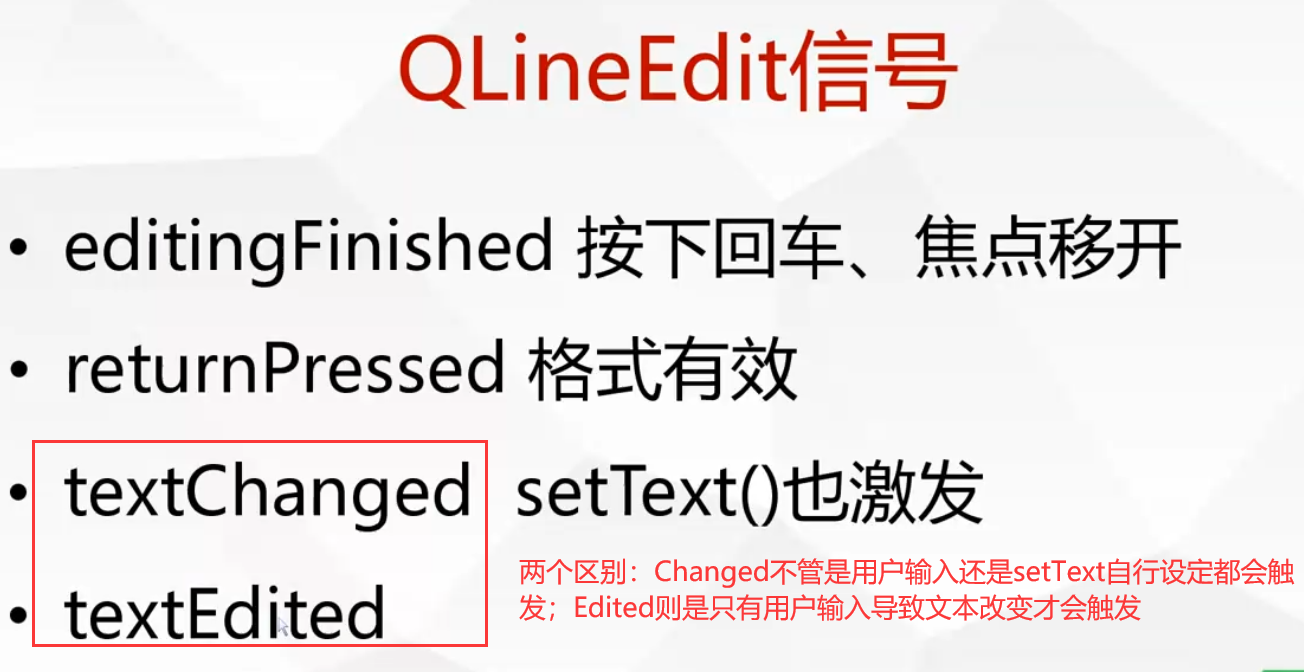 QLineEdit信号
• editingFinished 按下回车、焦点移开
• returnPressed 格式有效
• textChanged setText()也激发
• textEdited
两个区别：Changed不管是用户输入还是setText自行设定都会触
发；Edited则是只有用户输入导致文本改变才会触发